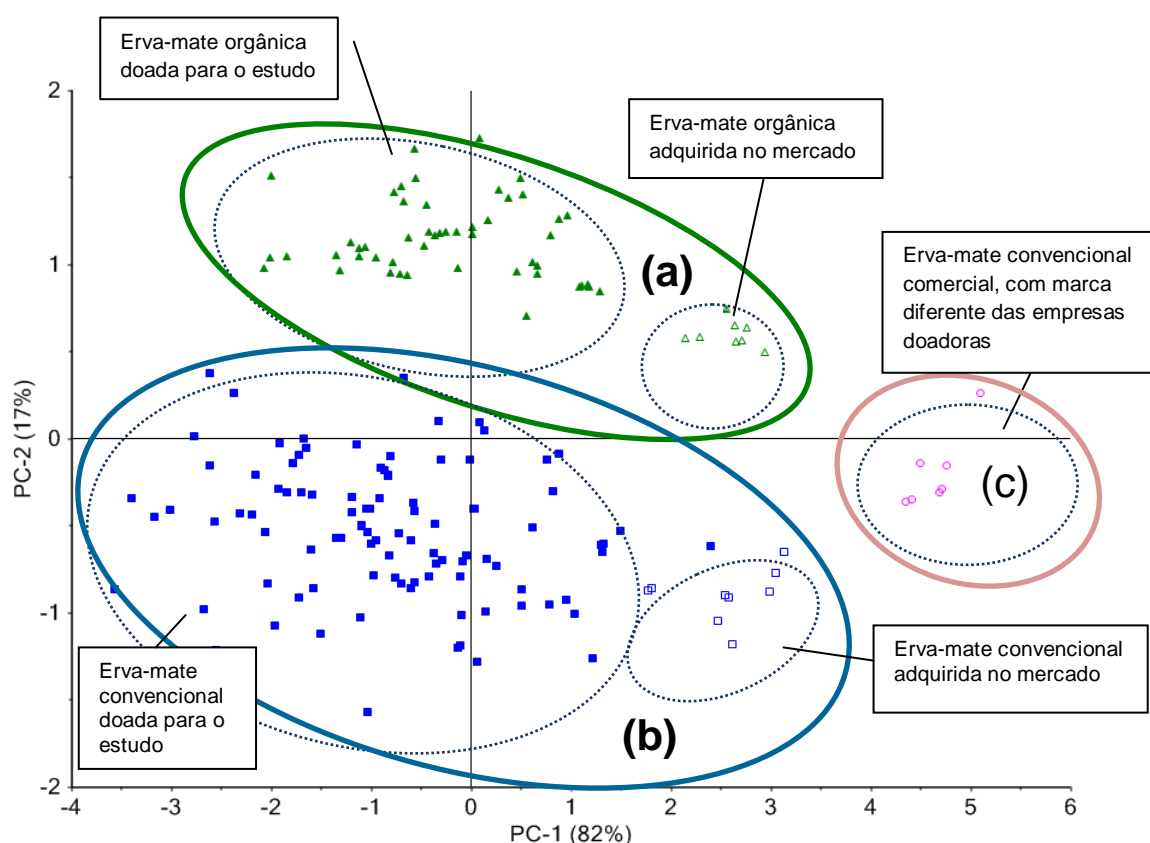 Erva-mate orgânica
doada para o estudo
Erva-mate orgânica
adquirida no mercado
Erva-mate convencional
comercial, com marca
diferente das empresas
doadoras
(a)
(c)
(b)
Erva-mate
convencional
doada para o
estudo
Erva-mate convencional
adquirida no mercado
PC-2 (17%)
2
1
0
-1
-2
-4
-3
-2
-1
0
1
2
3
4
5
6
PC-1 (82%)